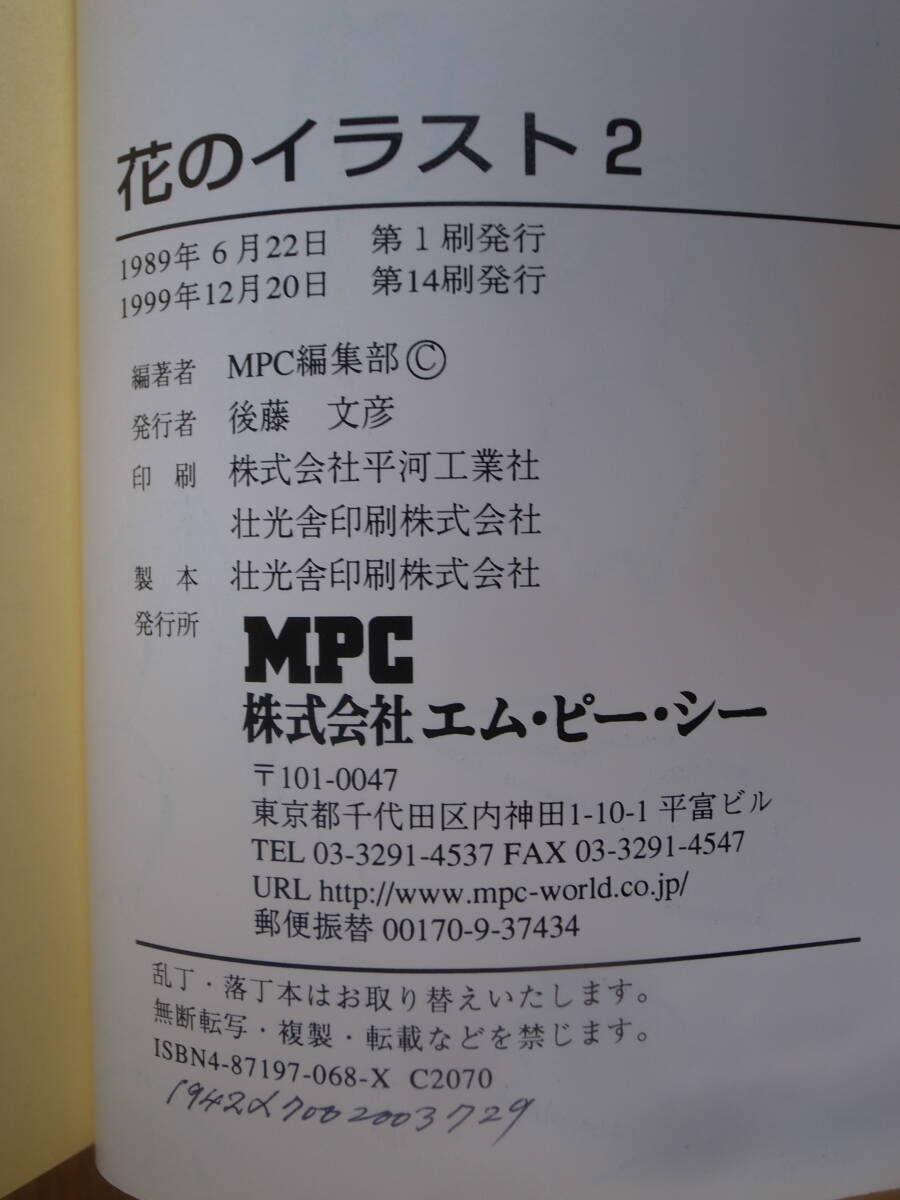 花のイラスト2
1989年 6月22日 第1刷発行
1999年12月20日 第14刷発行
編著者 MPC編集部©
発行者 後藤 文彦
印 刷 株式会社平河工業社
壮光舎印刷株式会社
製 本 壮光舎印刷株式会社
発行所 MPC
株式会社エム・ピー・シー
〒101-0047
東京都千代田区内神田1-10-1 平富ビル
TEL 03-3291-4537 FAX 03-3291-4547
URL http://www.mpc-world.co.jp/
郵便振替 00170-9-37434
乱丁・落丁本はお取り替えいたします。
無断転写・複製・転載などを禁じます。
ISBN4-87197-068-X C2070